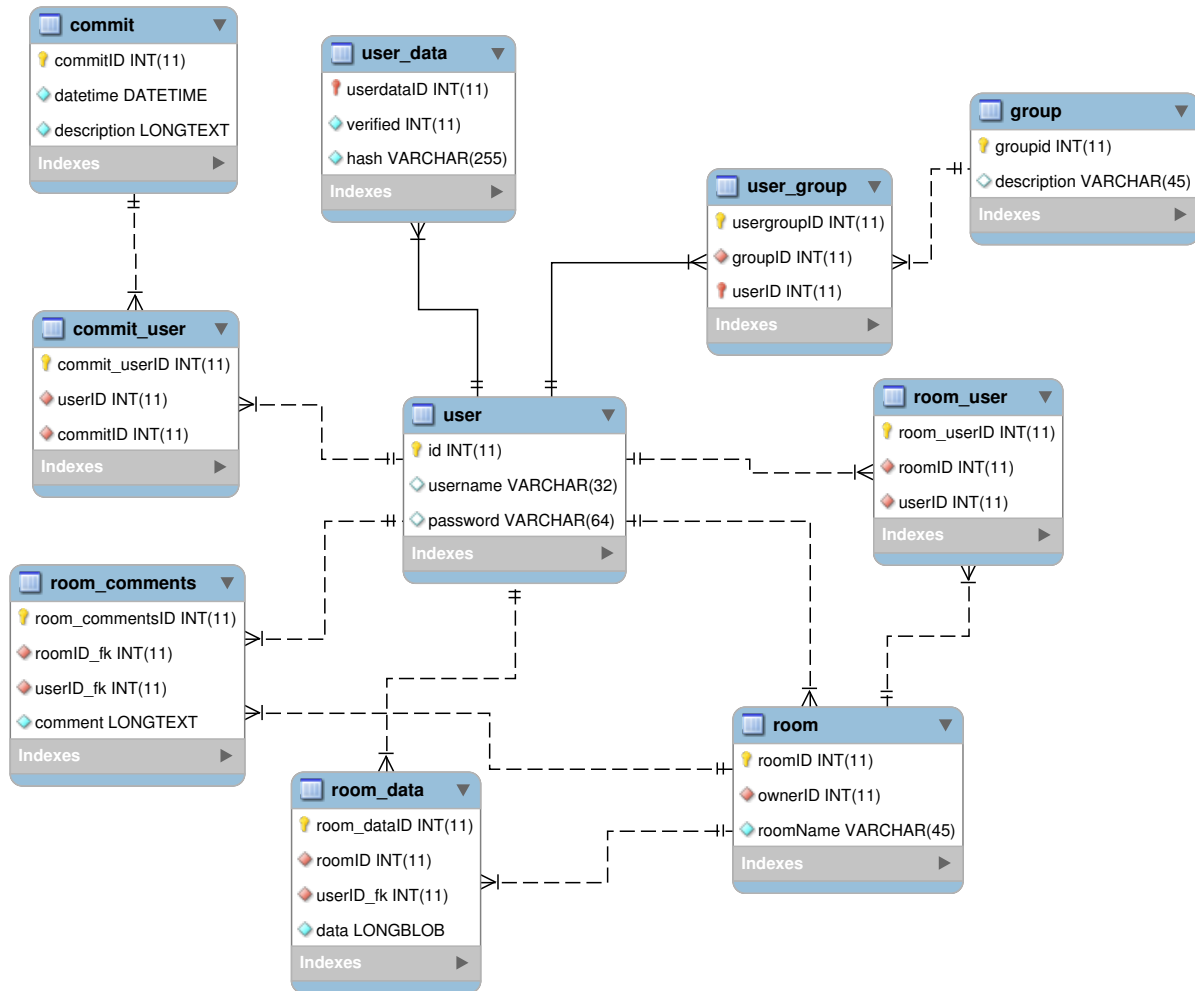 commit
commitID INT(11)
datetime DATETIME
description LONGTEXT
Indexes
user_data
userdataID INT(11)
verified INT(11)
hash VARCHAR(255)
Indexes
group
groupid INT(11)
description VARCHAR(45)
Indexes
user_group
usergroupID INT(11)
groupID INT(11)
userID INT(11)
Indexes
commit_user
commit_userID INT(11)
userID INT(11)
commitID INT(11)
Indexes
user
id INT(11)
username VARCHAR(32)
password VARCHAR(64)
Indexes
room_user
room_userID INT(11)
roomID INT(11)
userID INT(11)
Indexes
room_comments
room_commentsID INT(11)
roomID_fk INT(11)
userID_fk INT(11)
comment LONGTEXT
Indexes
room_data
room_dataID INT(11)
roomID INT(11)
userID_fk INT(11)
data LONGBLOB
Indexes
room
roomID INT(11)
ownerID INT(11)
roomName VARCHAR(45)
Indexes